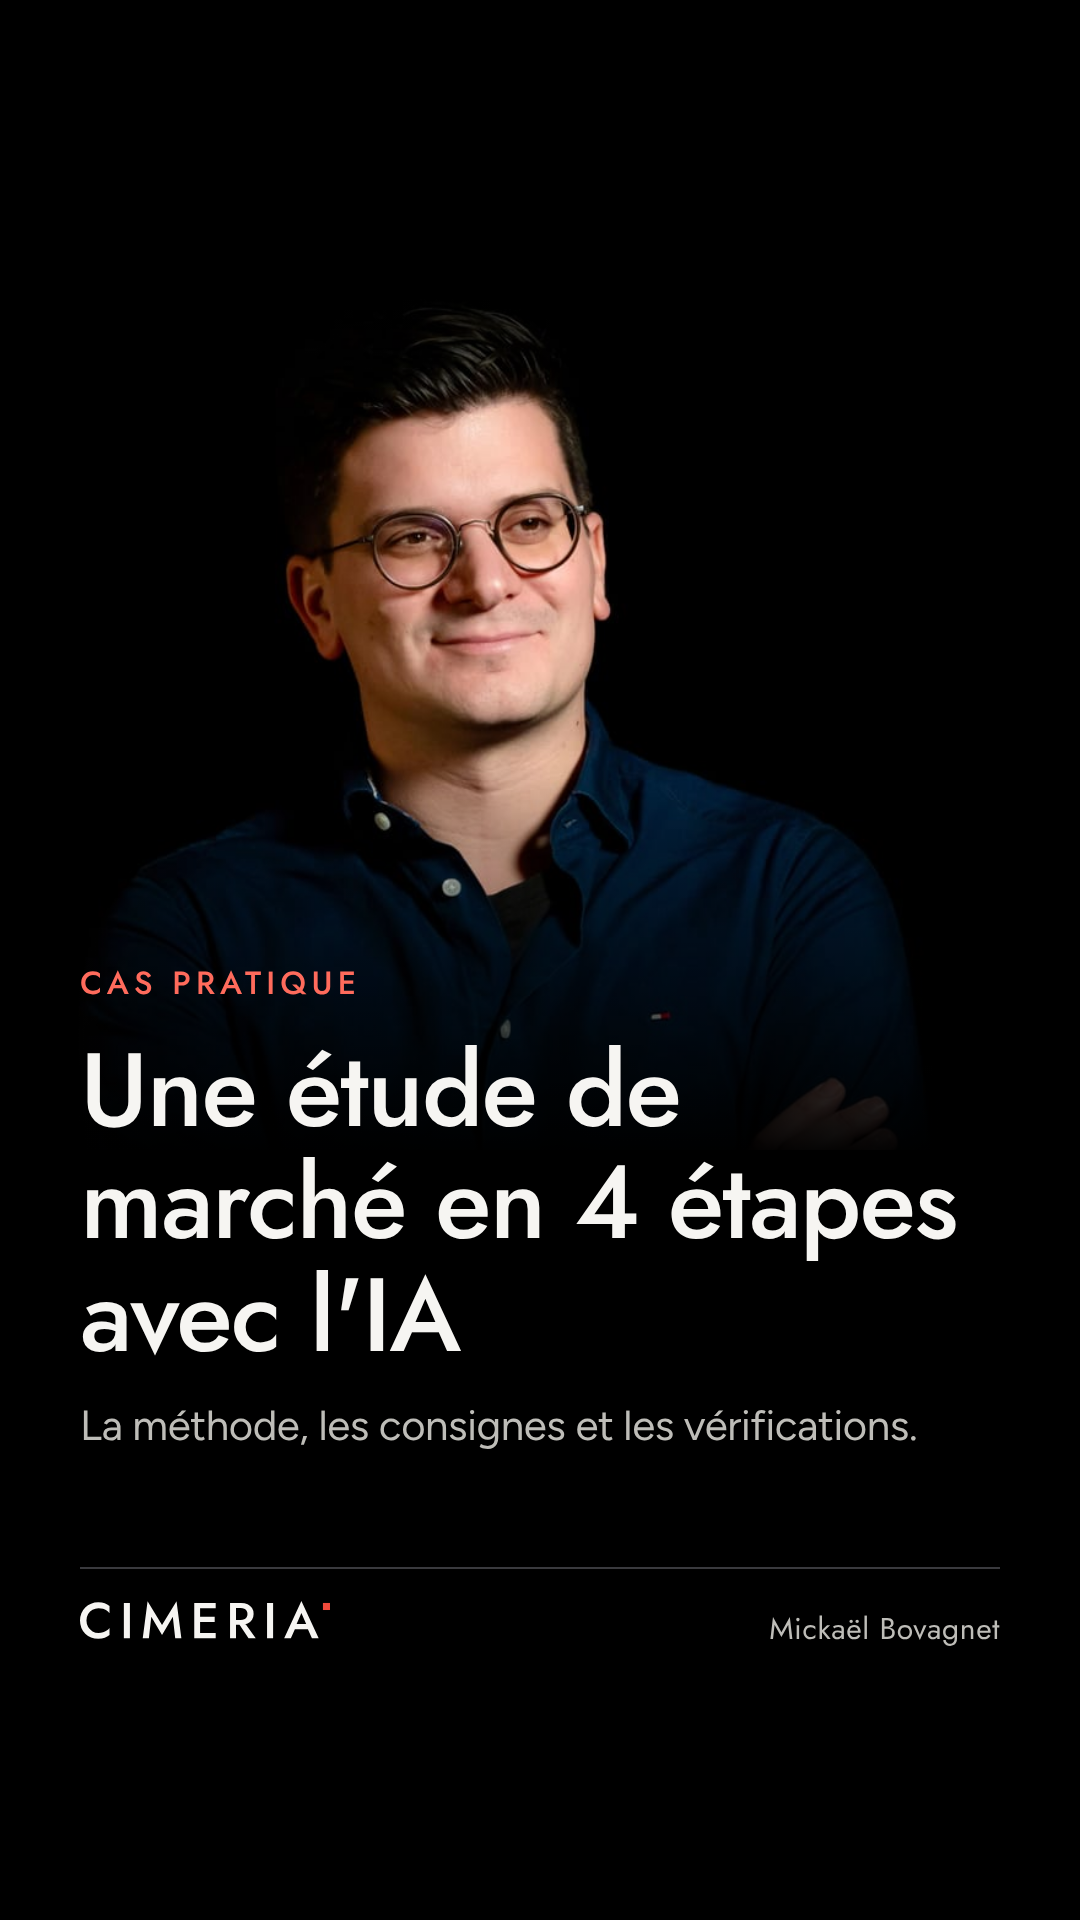 CAS PRATIQUE
Une étude de
marché en 4 étapes
avec l'IA
La méthode, les consignes et les vérifications.
CIMERIA
Mickaël Bovagnet